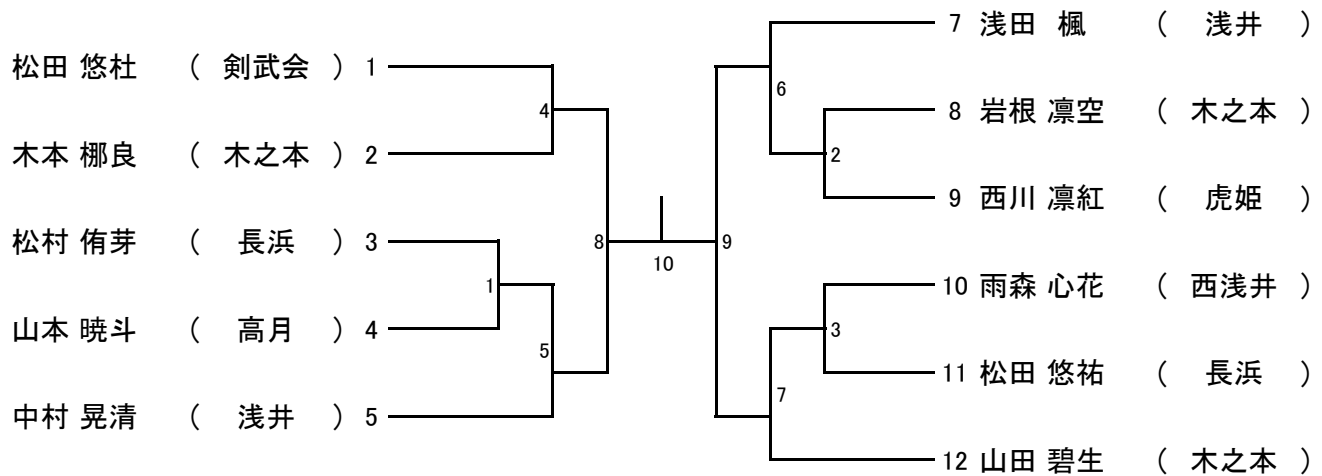 松田 悠杜 ( 剣武会 ) 1
木本 梛良 ( 木之本 ) 2
松村 侑芽 ( 長浜 ) 3
山本 暁斗 ( 高月 ) 4
中村 晃清 ( 浅井 ) 5
4
1
5
8
10
9
6
2
3
7
7 浅田 楓 ( 浅井 )
8 岩根 凛空 ( 木之本 )
9 西川 凛紅 ( 虎姫 )
10 雨森 心花 ( 西浅井 )
11 松田 悠祐 ( 長浜 )
12 山田 碧生 ( 木之本 )